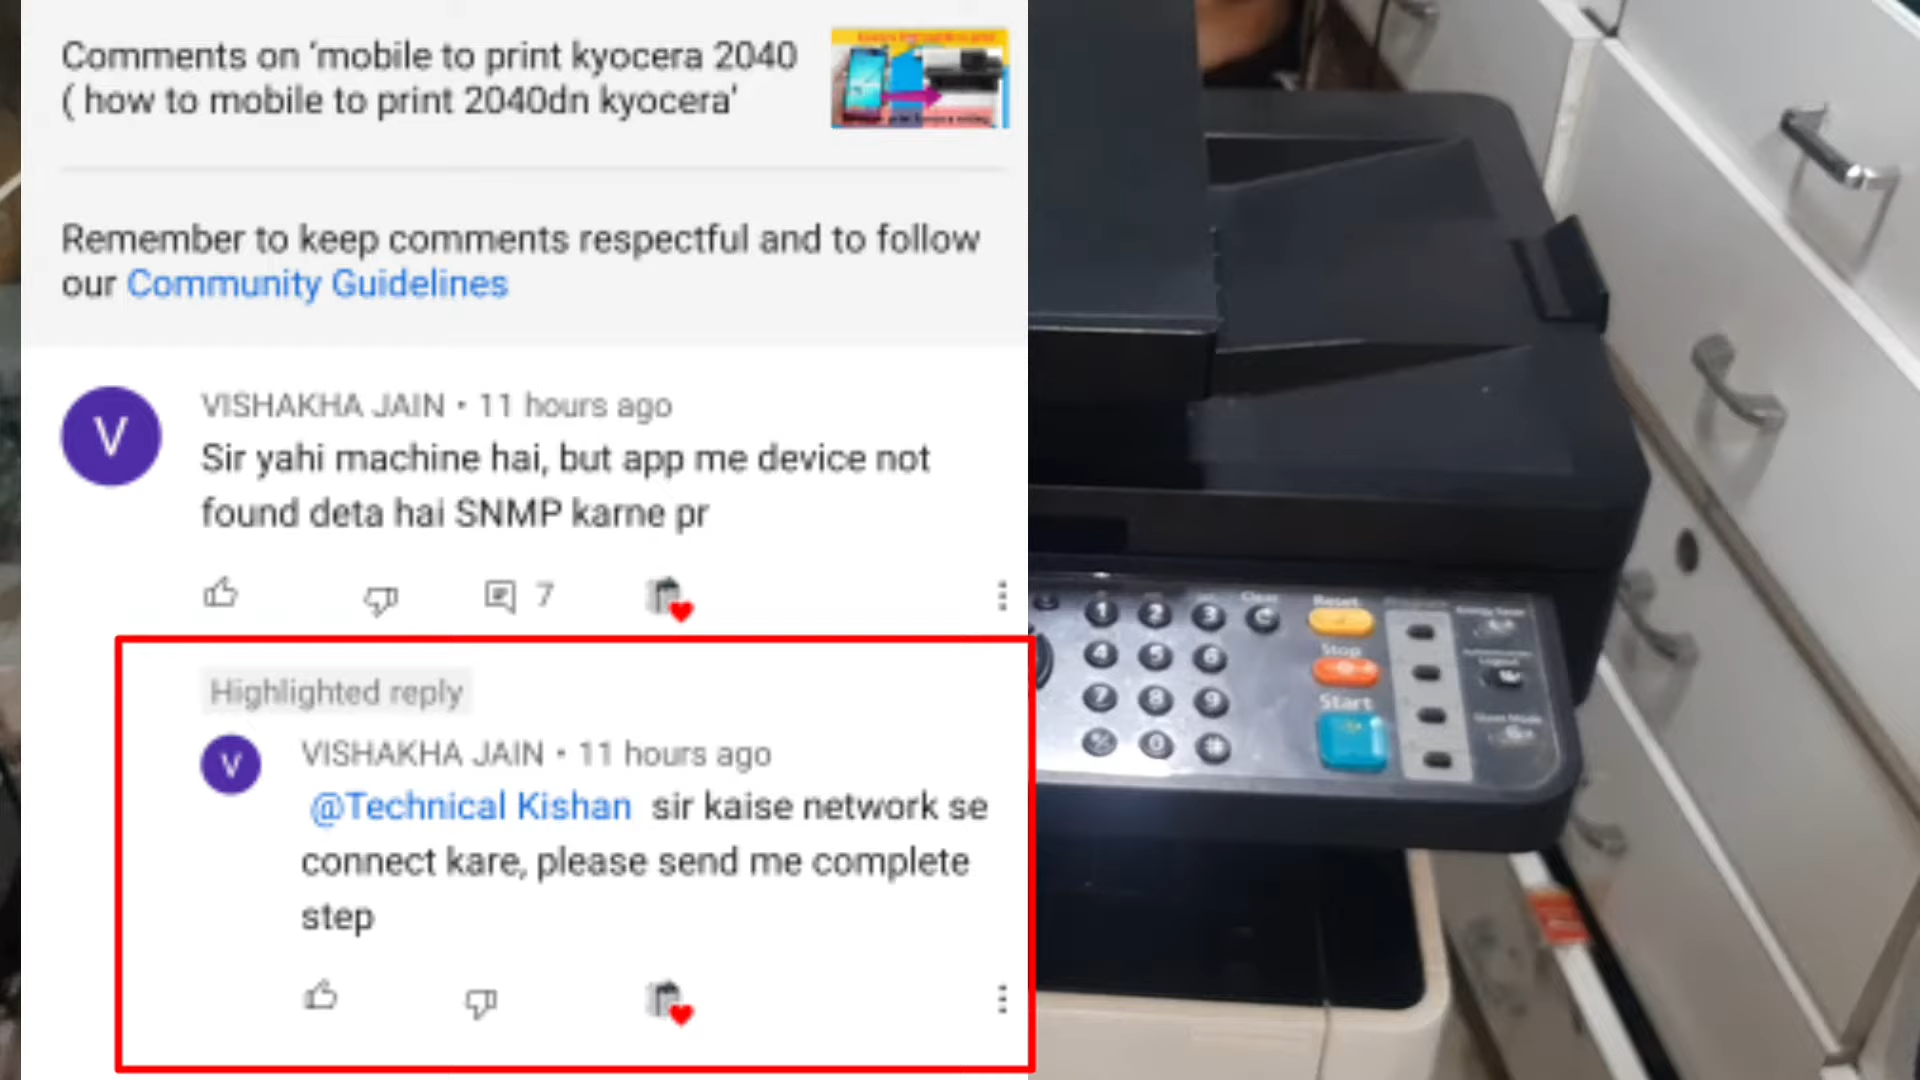 Comments on 'mobile to print kyocera 2040
( how to mobile to print 2040dn kyocera'
Remember to keep comments respectful and to follow
our Community Guidelines
V
VISHAKHA JAIN • 11 hours ago
Sir yahi machine hai, but app me device not
found deta hai SNMP karne pr
7
Highlighted reply
V
VISHAKHA JAIN • 11 hours ago
@Technical Kishan sir kaise network se
connect kare, please send me complete
step
Clear
Reset
1 2 3 C
Stop
4 5 6
Logout
Start
7 8 9
0 #